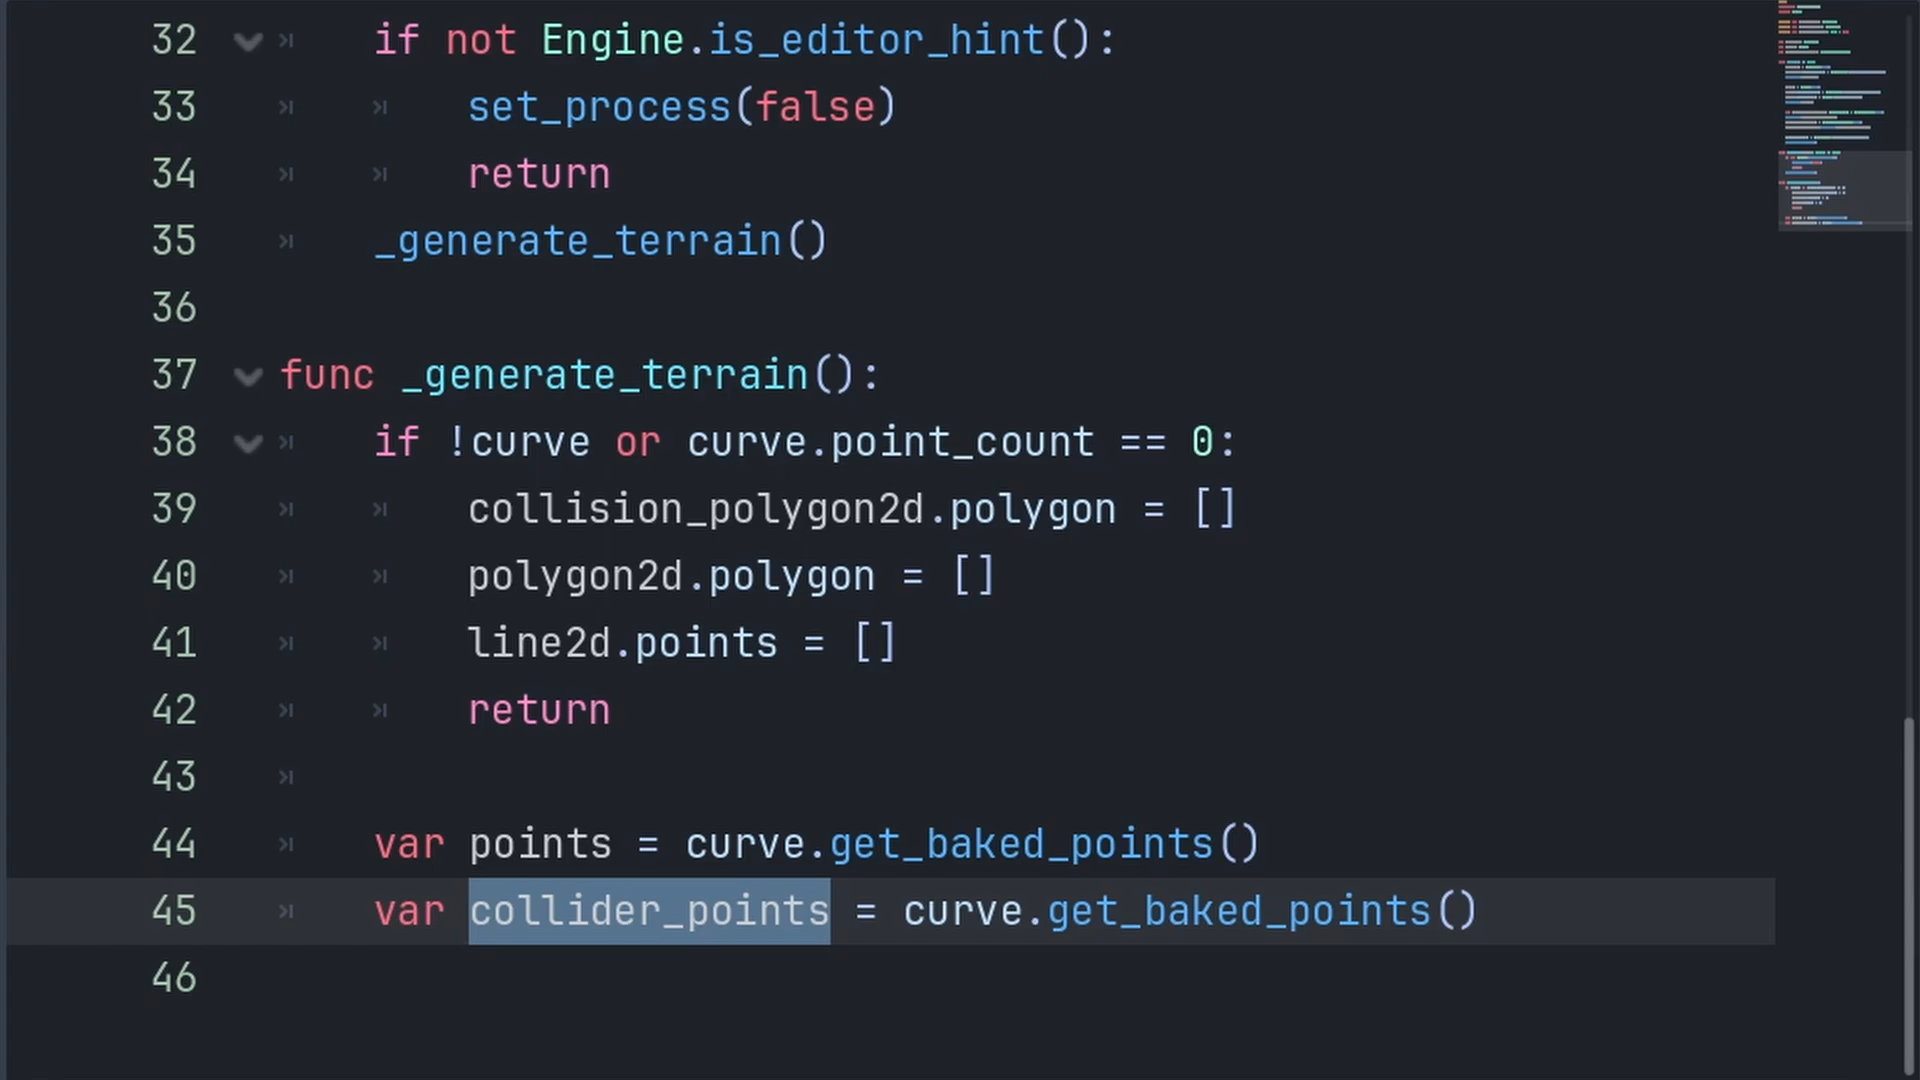 32 if not Engine.is_editor_hint():
33 set_process(false)
34 return
35 _generate_terrain()
36
37 func _generate_terrain():
38 if !curve or curve.point_count == 0:
39 collision_polygon2d.polygon = []
40 polygon2d.polygon = []
41 line2d.points = []
42 return
43
44 var points = curve.get_baked_points()
45 var collider_points = curve.get_baked_points()
46